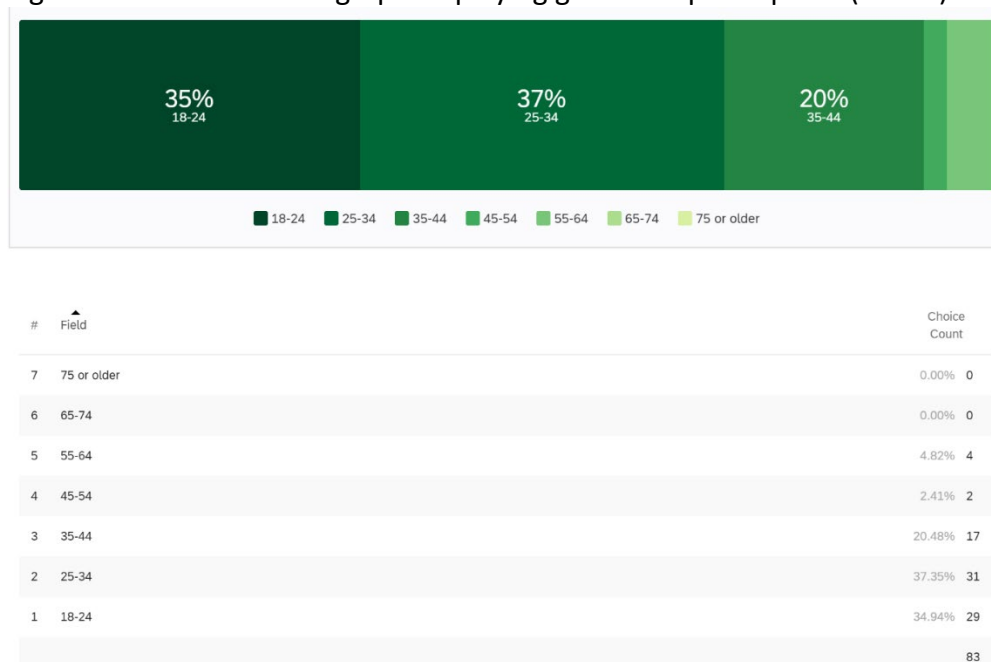 35% 37% 20%
18-24 25-34 35-44
18-24 25-34 35-44 45-54 55-64 65-74 75 or older
# Field Choice
Count
7 75 or older 0.00% 0
6 65-74 0.00% 0
5 55-64 4.82% 4
4 45-54 2.41% 2
3 35-44 20.48% 17
2 25-34 37.35% 31
1 18-24 34.94% 29
83